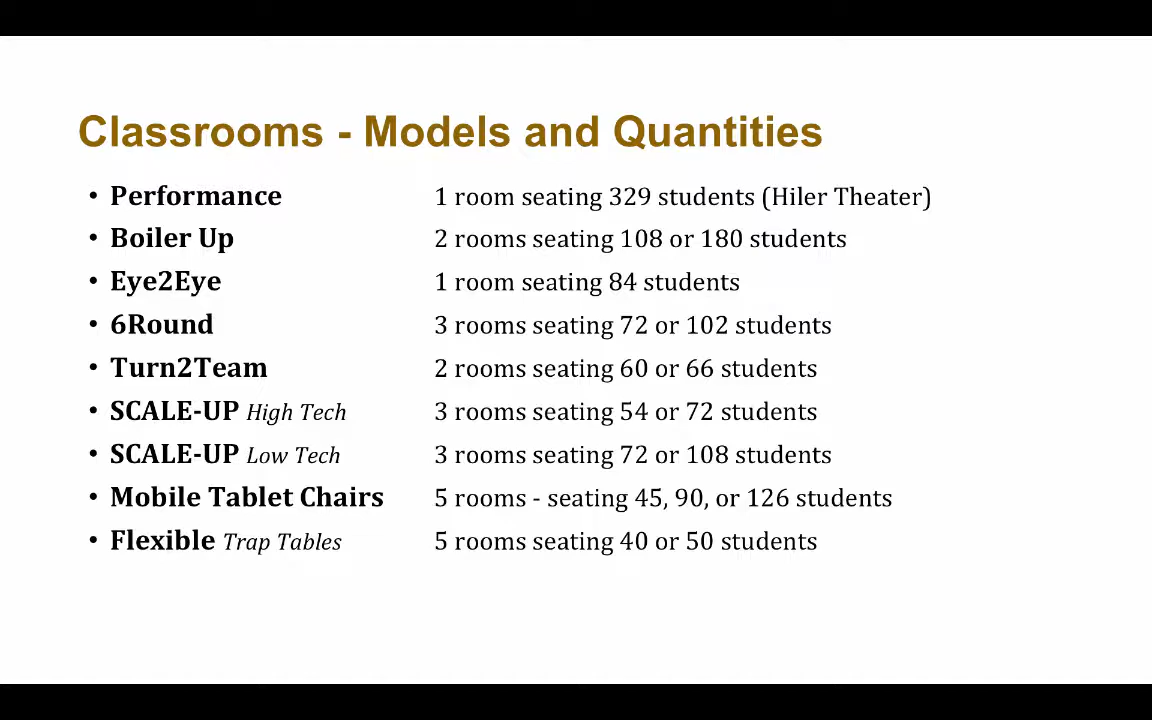 Classrooms - Models and Quantities
• Performance 1 room seating 329 students (Hiler Theater)
• Boiler Up 2 rooms seating 108 or 180 students
• Eye2Eye 1 room seating 84 students
• 6Round 3 rooms seating 72 or 102 students
• Turn2Team 2 rooms seating 60 or 66 students
• SCALE-UP High Tech 3 rooms seating 54 or 72 students
• SCALE-UP Low Tech 3 rooms seating 72 or 108 students
• Mobile Tablet Chairs 5 rooms - seating 45, 90, or 126 students
• Flexible Trap Tables 5 rooms seating 40 or 50 students